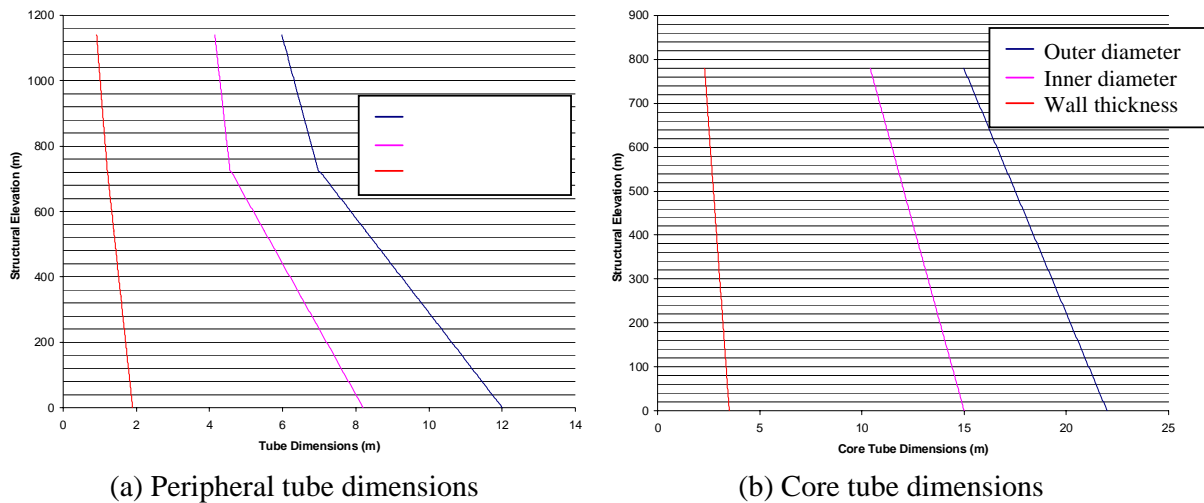 1200
1000
800
600
400
200
0
0 2 4 6 8 10 12 14
Structural Elevation (m)
Tube Dimensions (m)
(a) Peripheral tube dimensions
900
800
700
600
500
400
300
200
100
0
0 5 10 15 20 25
Structural Elevation (m)
Core Tube Dimensions (m)
Outer diameter
Inner diameter
Wall thickness
(b) Core tube dimensions